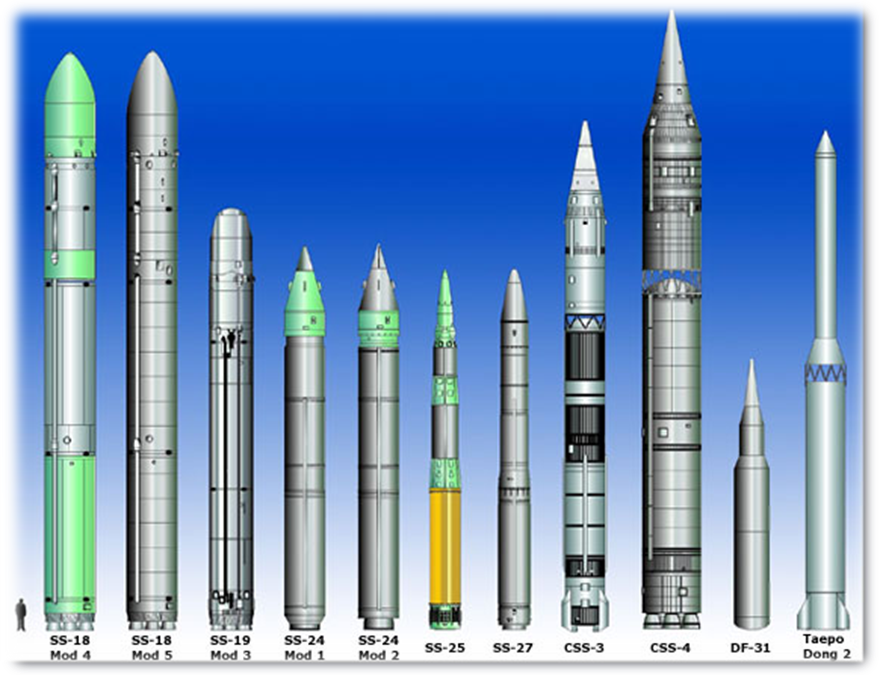 SS-18
Mod 4
SS-18
Mod 5
SS-19
Mod 3
SS-24
Mod 1
SS-24
Mod 2
SS-25
SS-27
CSS-3
CSS-4
DF-31
Taepo
Dong 2